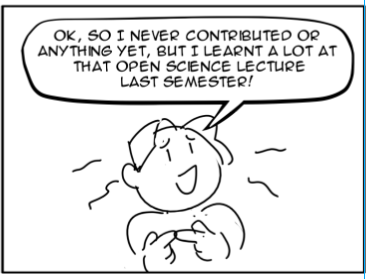 OK, SO I NEVER CONTRIBUTED OR
ANYTHING YET, BUT I LEARNT A LOT AT
THAT OPEN SCIENCE LECTURE
LAST SEMESTER!